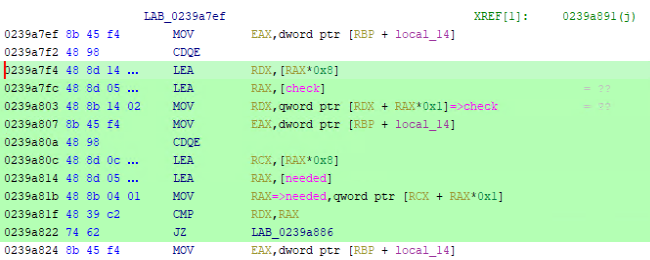 LAB_0239a7ef XREF[1]: 0239a891(j)
0239a7ef 8b 45 f4 MOV EAX,dword ptr [RBP + local_14]
0239a7f2 48 98 CDQE
0239a7f4 48 8d 14 ... LEA RDX,[RAX*0x8]
0239a7fc 48 8d 05 ... LEA RAX,[check] = ??
0239a803 48 8b 14 02 MOV RDX,qword ptr [RDX + RAX*0x1]=>check = ??
0239a807 8b 45 f4 MOV EAX,dword ptr [RBP + local_14]
0239a80a 48 98 CDQE
0239a80c 48 8d 0c ... LEA RCX,[RAX*0x8]
0239a814 48 8d 05 ... LEA RAX,[needed]
0239a81b 48 8b 04 01 MOV RAX=>needed,qword ptr [RCX + RAX*0x1]
0239a81f 48 39 c2 CMP RDX,RAX
0239a822 74 62 JZ LAB_0239a886
0239a824 8b 45 f4 MOV EAX,dword ptr [RBP + local_14]